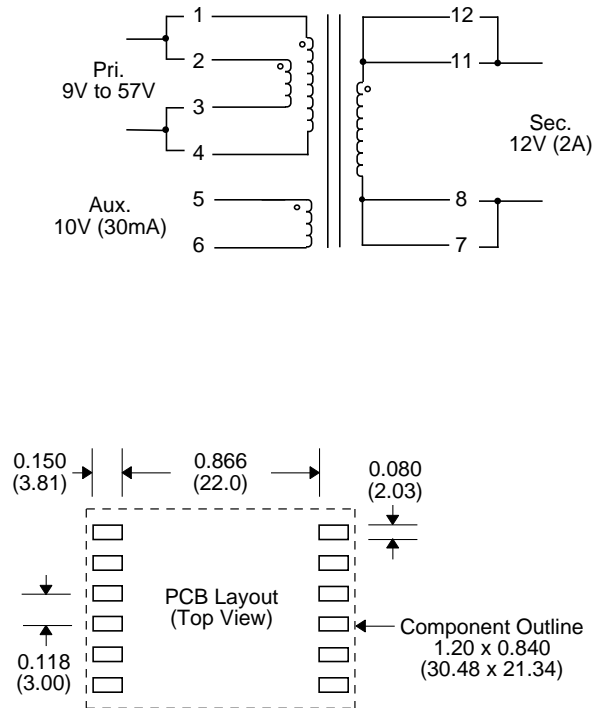 1
2
Pri.
9V to 57V
3
4
5
Aux.
10V (30mA)
6
12
11
Sec.
12V (2A)
8
7
0.150
(3.81)
0.866
(22.0)
0.080
(2.03)
PCB Layout
(Top View)
0.118
(3.00)
Component Outline
1.20 x 0.840
(30.48 x 21.34)